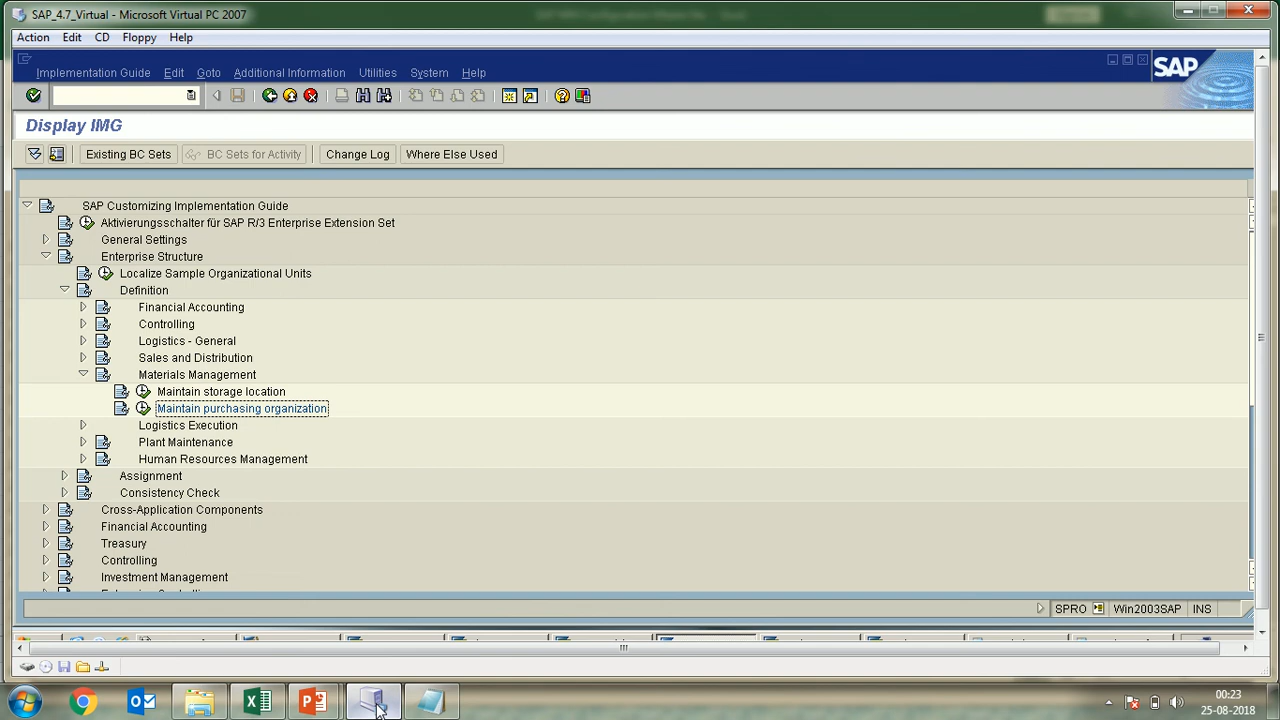 SAP_4.7_Virtual - Microsoft Virtual PC 2007
Action Edit CD Floppy Help
Implementation Guide Edit Goto Additional Information Utilities System Help
SAP
Display IMG
Existing BC Sets BC Sets for Activity Change Log Where Else Used
SAP Customizing Implementation Guide
Aktivierungsschalter für SAP R/3 Enterprise Extension Set
General Settings
Enterprise Structure
Localize Sample Organizational Units
Definition
Financial Accounting
Controlling
Logistics - General
Sales and Distribution
Materials Management
Maintain storage location
Maintain purchasing organization
Logistics Execution
Plant Maintenance
Human Resources Management
Assignment
Consistency Check
Cross-Application Components
Financial Accounting
Treasury
Controlling
Investment Management
SPRO Win2003SAP INS
00:23
25-08-2018